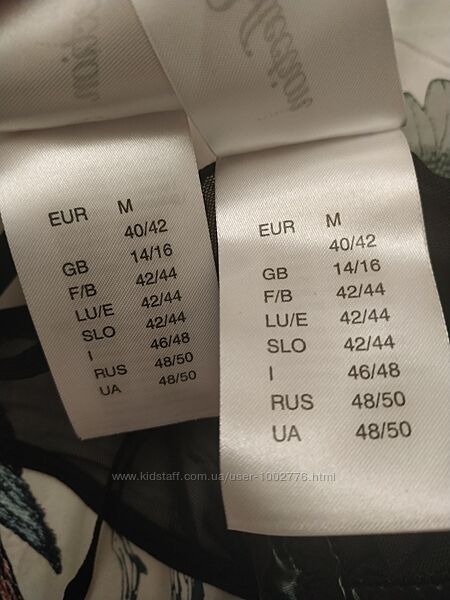 EUR M
40/42
GB 14/16
F/B 42/44
LU/E 42/44
SLO 42/44
I 46/48
RUS 48/50
UA 48/50
EUR M
40/42
GB 14/16
F/B 42/44
LU/E 42/44
SLO 42/44
I 46/48
RUS 48/50
UA 48/50
www.kidstaff.com.ua/user-1002776.html